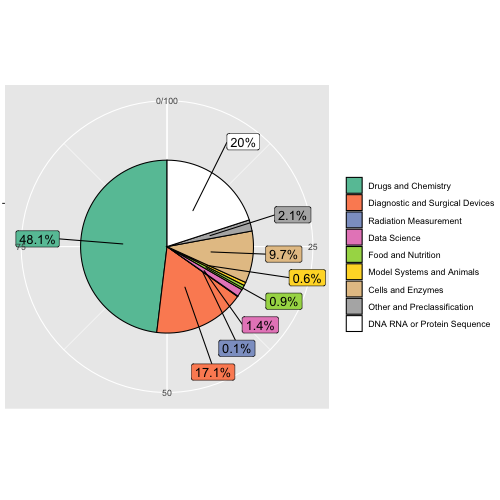 0/100
20%
2.1%
48.1%
75
25
9.7%
0.6%
0.9%
1.4%
0.1%
17.1%
50
Drugs and Chemistry
Diagnostic and Surgical Devices
Radiation Measurement
Data Science
Food and Nutrition
Model Systems and Animals
Cells and Enzymes
Other and Preclassification
DNA RNA or Protein Sequence